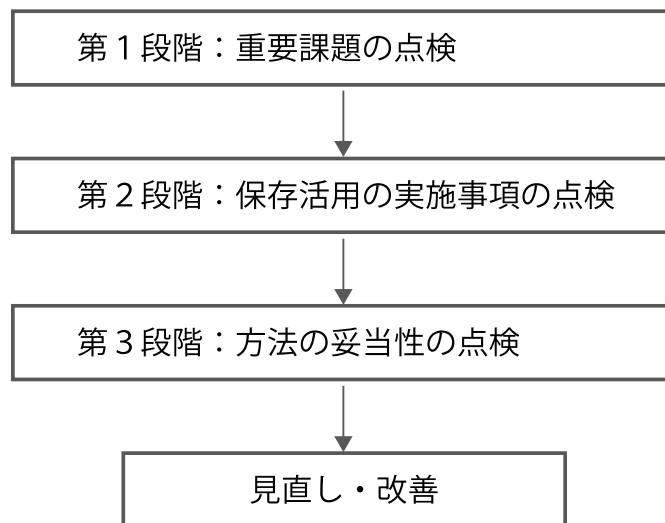 第１段階：重要課題の点検
第２段階：保存活用の実施事項の点検
第３段階：方法の妥当性の点検
見直し・改善